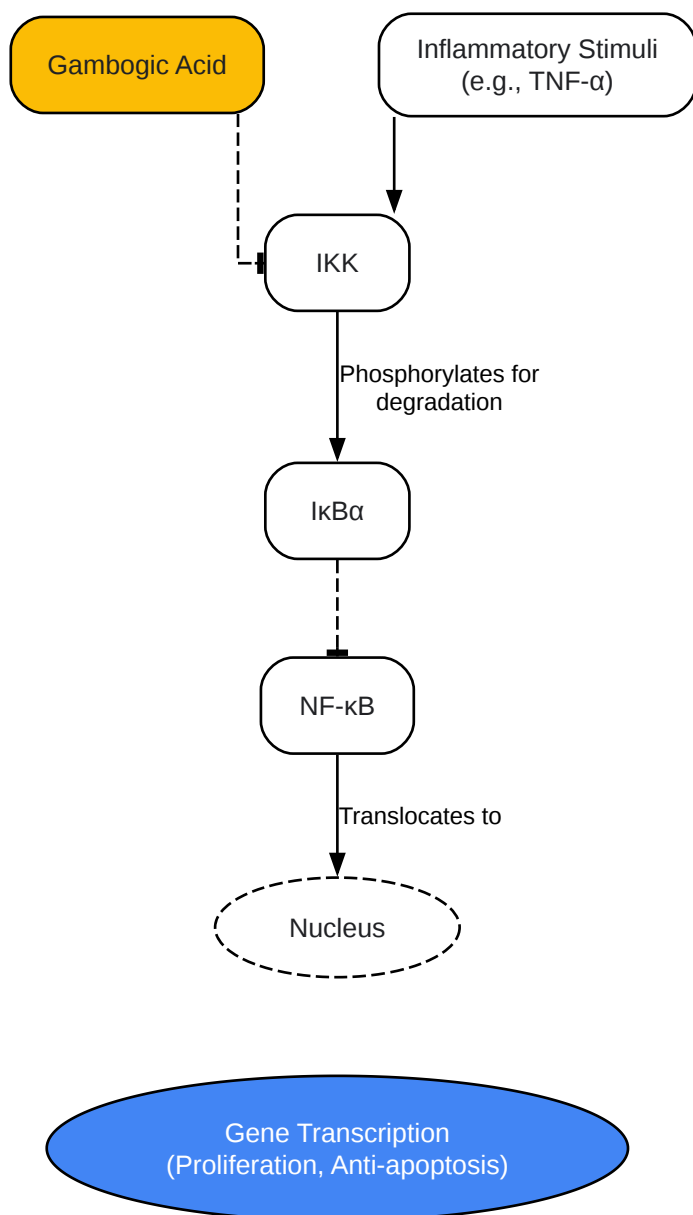 Gambogic Acid
Inflammatory Stimuli
(e.g., TNF-α)
IKK
Phosphorylates for
degradation
IκBα
NF-κB
Translocates to
Nucleus
Gene Transcription
(Proliferation, Anti-apoptosis)